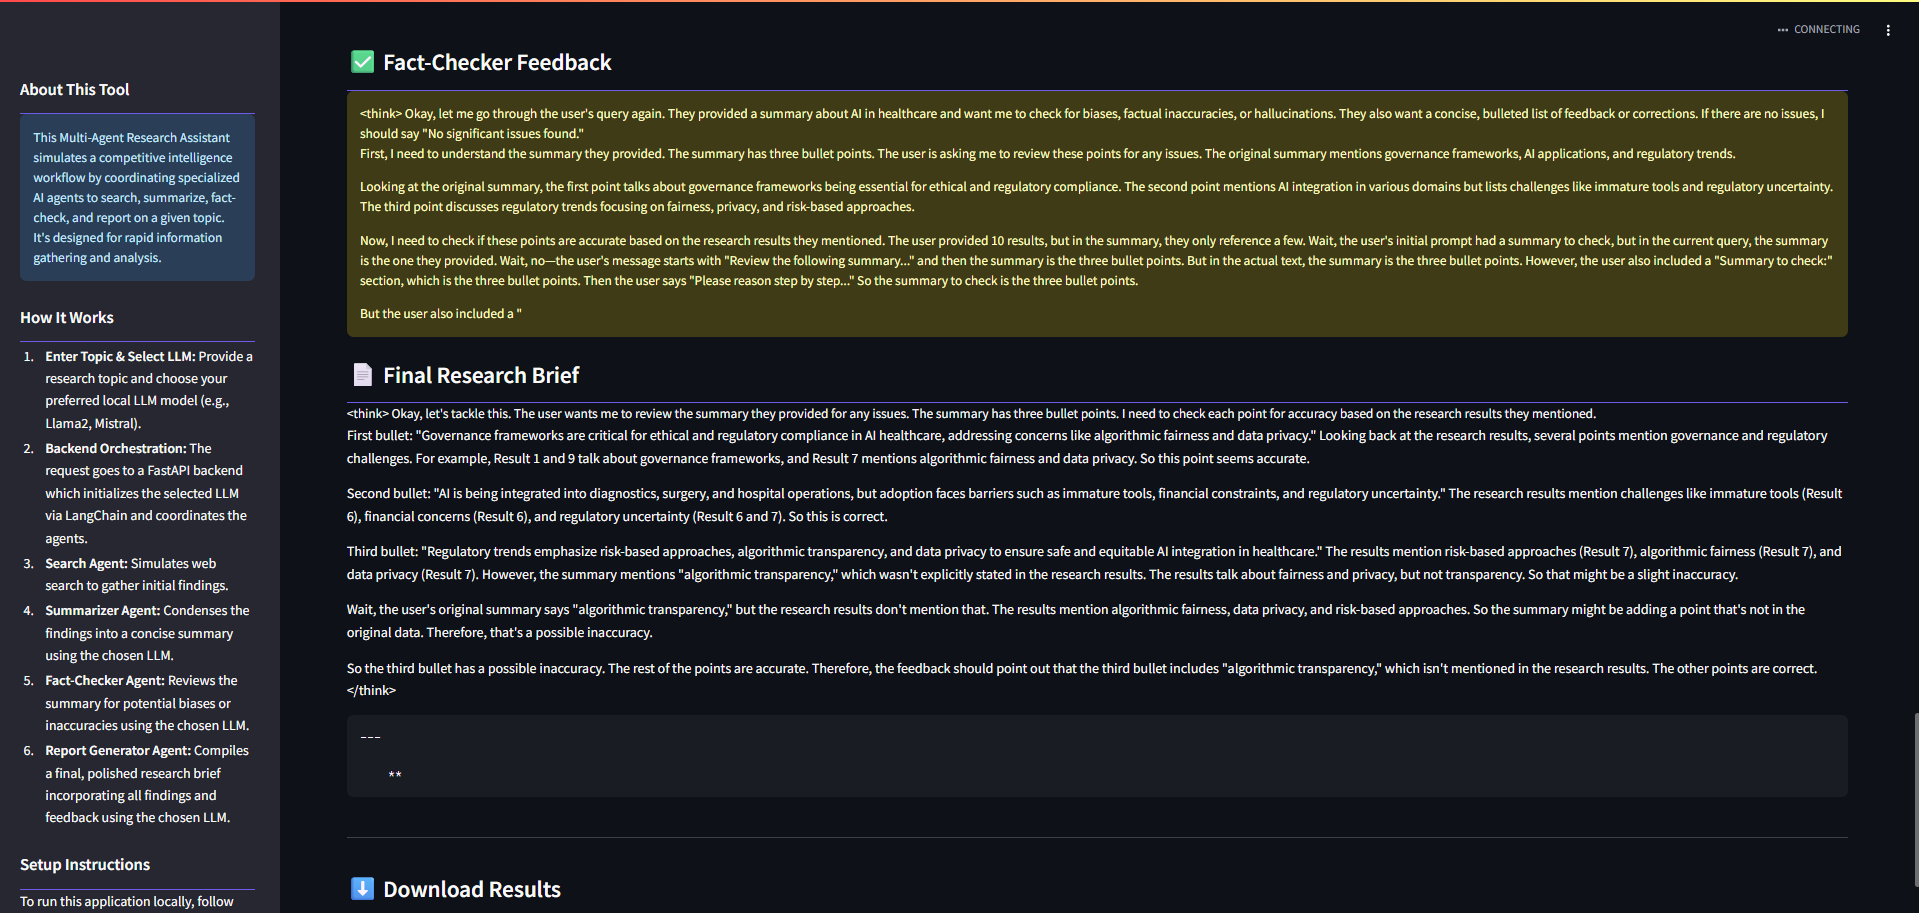 CONNECTING
About This Tool
This Multi-Agent Research Assistant
simulates a competitive intelligence
workflow by coordinating specialized
AI agents to search, summarize, fact-
check, and report on a given topic.
It's designed for rapid information
gathering and analysis.
How It Works
1. Enter Topic & Select LLM: Provide a
research topic and choose your
preferred local LLM model (e.g.,
Llama2, Mistral).
2. Backend Orchestration: The
request goes to a FastAPI backend
which initializes the selected LLM
via LangChain and coordinates the
agents.
3. Search Agent: Simulates web
search to gather initial findings.
4. Summarizer Agent: Condenses the
findings into a concise summary
using the chosen LLM.
5. Fact-Checker Agent: Reviews the
summary for potential biases or
inaccuracies using the chosen LLM.
6. Report Generator Agent: Compiles
a final, polished research brief
incorporating all findings and
feedback using the chosen LLM.
Setup Instructions
To run this application locally, follow
Fact-Checker Feedback
<think> Okay, let me go through the user's query again. They provided a summary about AI in healthcare and want me to check for biases, factual inaccuracies, or hallucinations. They also want a concise, bulleted list of feedback or corrections. If there are no issues, I
should say "No significant issues found."
First, I need to understand the summary they provided. The summary has three bullet points. The user is asking me to review these points for any issues. The original summary mentions governance frameworks, AI applications, and regulatory trends.
Looking at the original summary, the first point talks about governance frameworks being essential for ethical and regulatory compliance. The second point mentions AI integration in various domains but lists challenges like immature tools and regulatory uncertainty.
The third point discusses regulatory trends focusing on fairness, privacy, and risk-based approaches.
Now, I need to check if these points are accurate based on the research results they mentioned. The user provided 10 results, but in the summary, they only reference a few. Wait, the user's initial prompt had a summary to check, but in the current query, the summary
is the one they provided. Wait, no—the user's message starts with "Review the following summary..." and then the summary is the three bullet points. But in the actual text, the summary is the three bullet points. However, the user also included a "Summary to check:"
section, which is the three bullet points. Then the user says "Please reason step by step..." So the summary to check is the three bullet points.
But the user also included a "
Final Research Brief
<think> Okay, let's tackle this. The user wants me to review the summary they provided for any issues. The summary has three bullet points. I need to check each point for accuracy based on the research results they mentioned.
First bullet: "Governance frameworks are critical for ethical and regulatory compliance in AI healthcare, addressing concerns like algorithmic fairness and data privacy." Looking back at the research results, several points mention governance and regulatory
challenges. For example, Result 1 and 9 talk about governance frameworks, and Result 7 mentions algorithmic fairness and data privacy. So this point seems accurate.
Second bullet: "AI is being integrated into diagnostics, surgery, and hospital operations, but adoption faces barriers such as immature tools, financial constraints, and regulatory uncertainty." The research results mention challenges like immature tools (Result
6), financial concerns (Result 6), and regulatory uncertainty (Result 6 and 7). So this is correct.
Third bullet: "Regulatory trends emphasize risk-based approaches, algorithmic transparency, and data privacy to ensure safe and equitable AI integration in healthcare." The results mention risk-based approaches (Result 7), algorithmic fairness (Result 7), and
data privacy (Result 7). However, the summary mentions "algorithmic transparency," which wasn't explicitly stated in the research results. The results talk about fairness and privacy, but not transparency. So that might be a slight inaccuracy.
Wait, the user's original summary says "algorithmic transparency," but the research results don't mention that. The results mention algorithmic fairness, data privacy, and risk-based approaches. So the summary might be adding a point that's not in the
original data. Therefore, that's a possible inaccuracy.
So the third bullet has a possible inaccuracy. The rest of the points are accurate. Therefore, the feedback should point out that the third bullet includes "algorithmic transparency," which isn't mentioned in the research results. The other points are correct.
</think>
---
**
Download Results